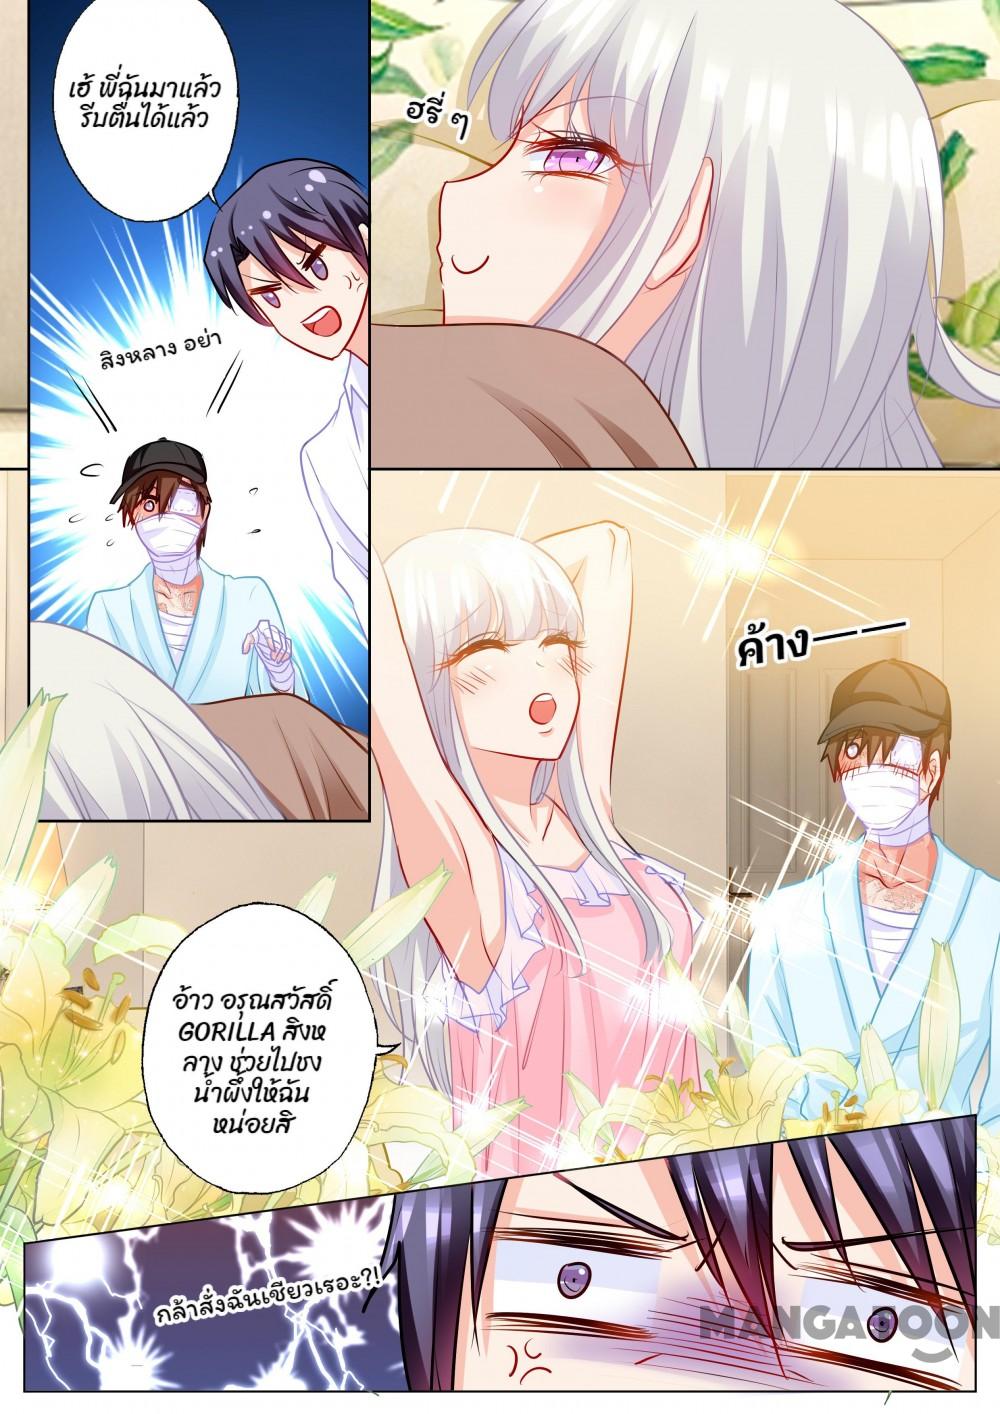 เฮ้ พี่ฉันมาแล้ว
รีบตื่นได้แล้ว
ฮรี่ ๆ
สิงหลาง อย่า
ค้าง——
อ้าว อรุณสวัสดิ์
GORILLA สิงห
ลาง ช่วยไปชง
น้ำผึ้งให้ฉัน
หน่อยสิ
กล้าสั่งฉันเชียวเรอะ?!
MANGATOON